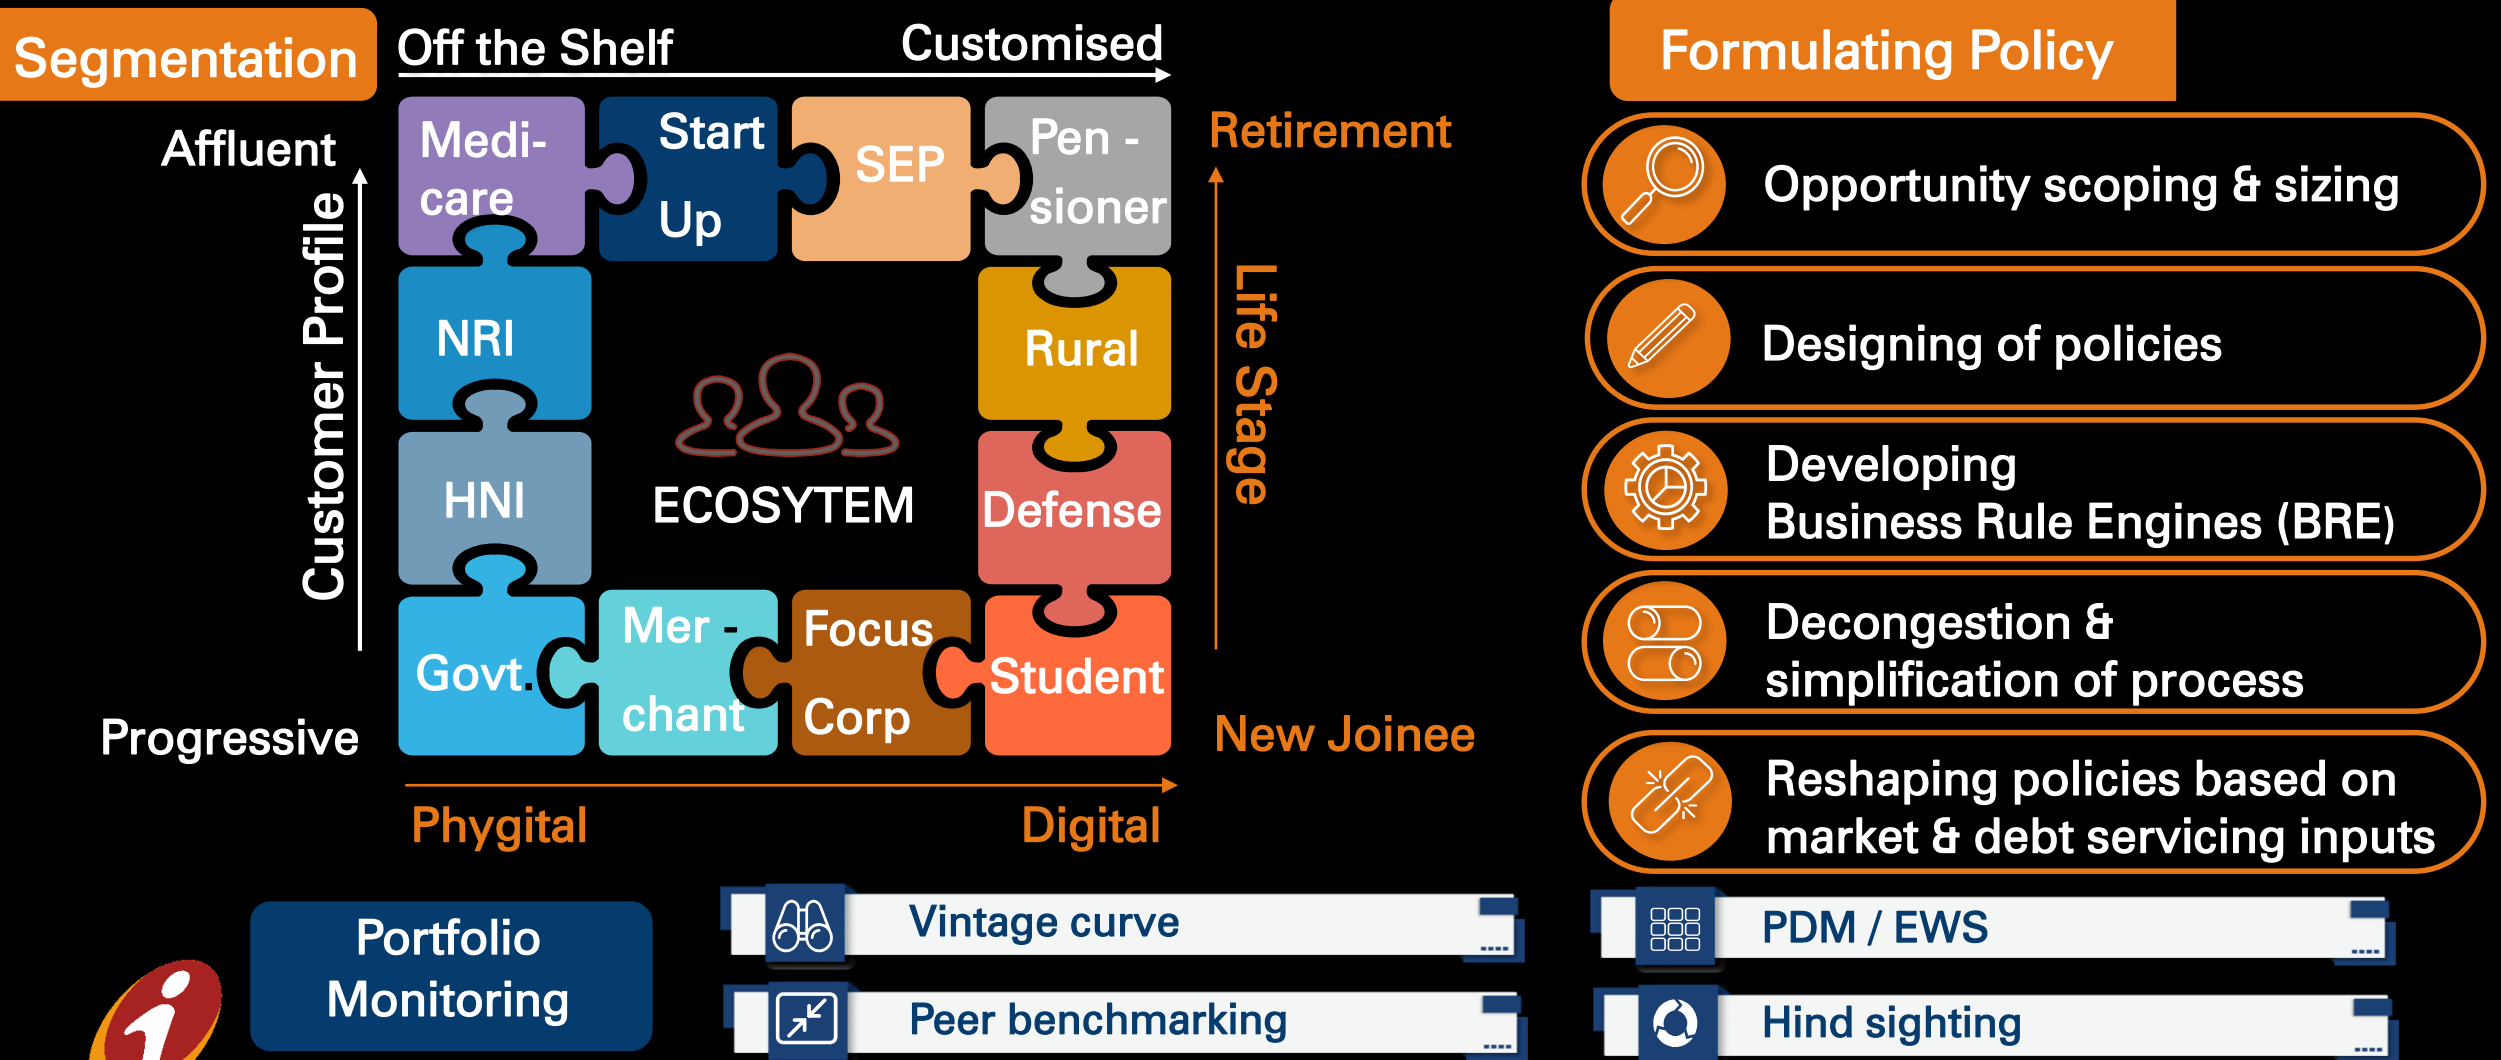 Segmentation
Off the Shelf
Customised
Formulating Policy
Affluent
Customer Profile
Progressive
Medi-
care
Start
Up
SEP
Pen -
sioner
Retirement
Life Stage
New Joinee
NRI
Rural
HNI
ECOSYTEM
Defense
Govt.
Mer -
chant
Focus
Corp
Student
Phygital
Digital
Opportunity scoping & sizing
Designing of policies
Developing
Business Rule Engines (BRE)
Decongestion &
simplification of process
Reshaping policies based on
market & debt servicing inputs
Portfolio
Monitoring
Vintage curve
PDM / EWS
Peer benchmarking
Hind sighting